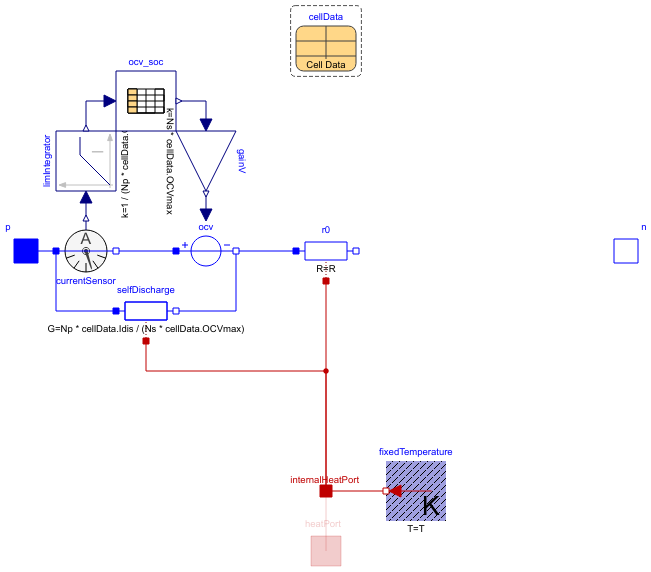 cellData
Cell Data
ocv_soc
limIntegrator
k=1 / (Np * cellData.
k=Ns * cellData.OCVmax
gainV
p
A
currentSensor
ocv
+
−
r0
R=R
n
selfDischarge
G=Np * cellData.Idis / (Ns * cellData.OCVmax)
fixedTemperature
internalHeatPort
K
T=T
heatPort